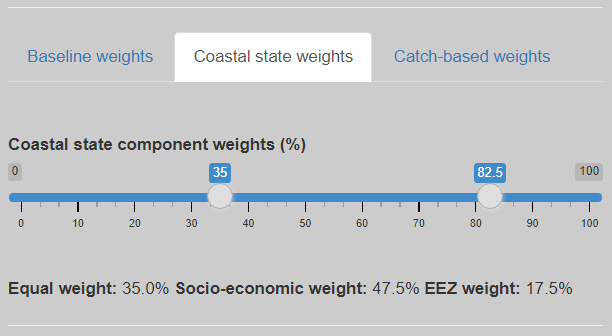 Baseline weights Coastal state weights Catch-based weights
Coastal state component weights (%)
0 35 82.5 100
0 10 20 30 40 50 60 70 80 90 100
Equal weight: 35.0% Socio-economic weight: 47.5% EEZ weight: 17.5%